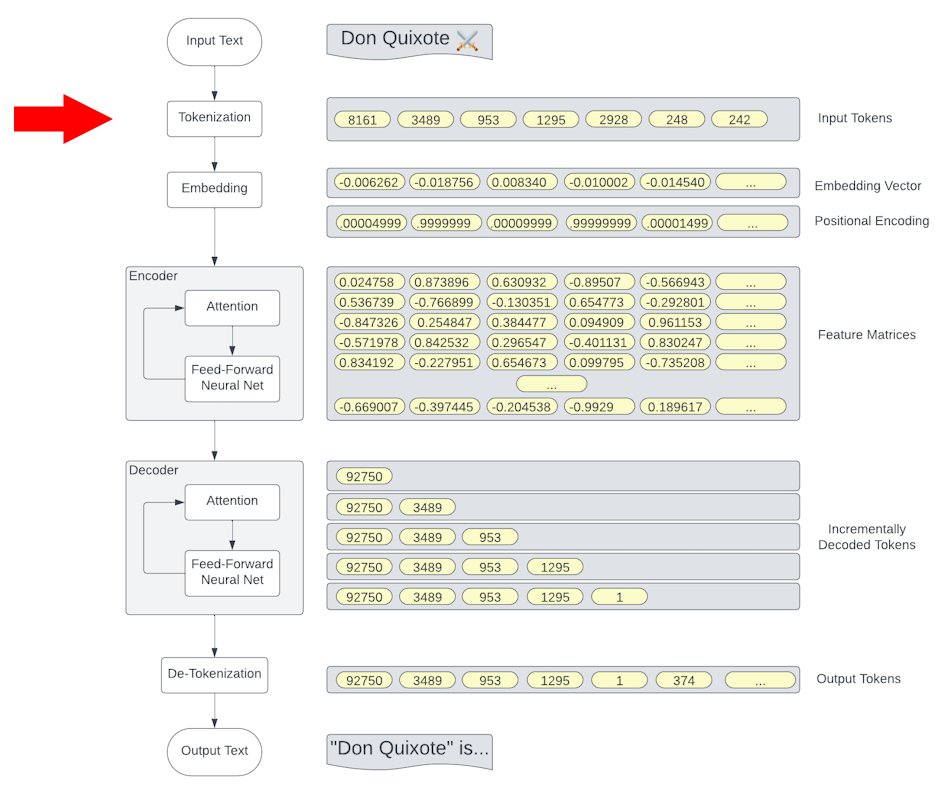 Input Text
Don Quixote ⚔️
Tokenization
8161 3489 953 1295 2928 248 242
Input Tokens
Embedding
-0.006262 -0.018756 0.008340 -0.010002 -0.014540 ...
Embedding Vector
.00004999 .9999999 .00009999 .99999999 .00001499 ...
Positional Encoding
Encoder
Attention
Feed-Forward
Neural Net
0.024758 0.873896 0.630932 -0.89507 -0.566943 ...
0.536739 -0.766899 -0.130351 0.654773 -0.292801 ...
-0.847326 0.254847 0.384477 0.094909 0.961153 ...
-0.571978 0.842532 0.296547 -0.401131 0.830247 ...
0.834192 -0.227951 0.654673 0.099795 -0.735208 ...
...
-0.669007 -0.397445 -0.204538 -0.9929 0.189617 ...
Feature Matrices
Decoder
Attention
Feed-Forward
Neural Net
92750
92750 3489
92750 3489 953
92750 3489 953 1295
92750 3489 953 1295 1
Incrementally
Decoded Tokens
De-Tokenization
92750 3489 953 1295 1 374 ...
Output Tokens
Output Text
"Don Quixote" is...